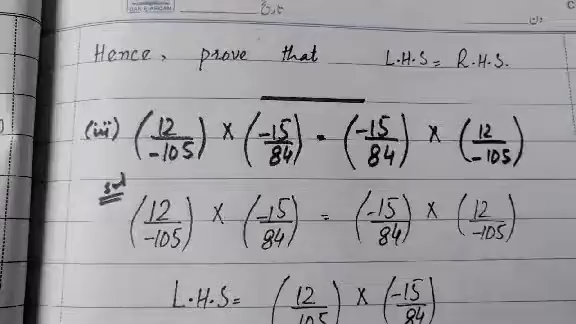 Hence, prove that L.H.S = R.H.S.
(iii) (12/-105) × (-15/84) = (-15/84) × (12/-105)
Sol
(12/-105) × (-15/84) = (-15/84) × (12/-105)
L.H.S = (12/-105) × (-15/84)